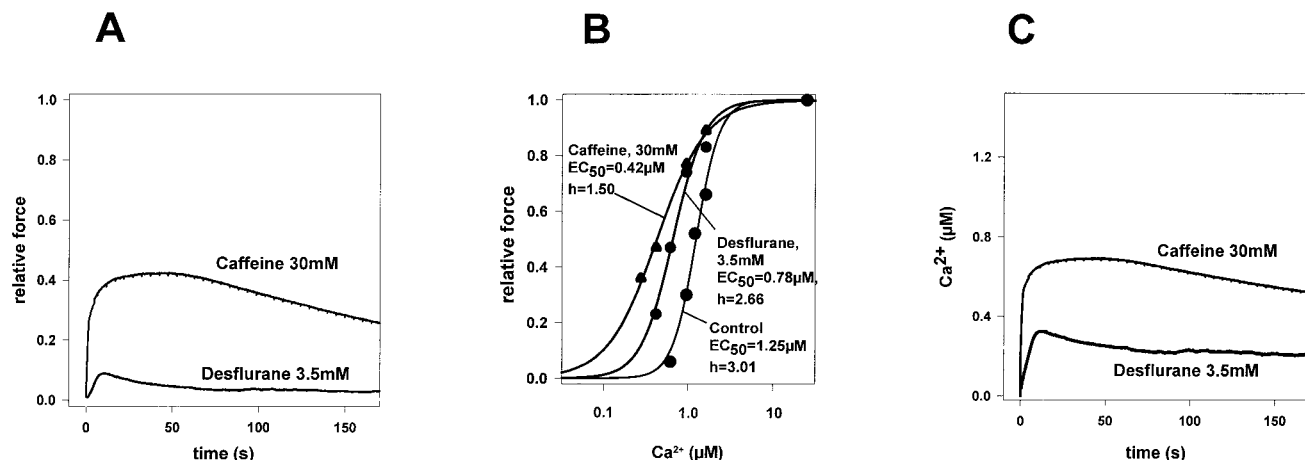 A
B
C
relative force
1.0
0.8
0.6
0.4
0.2
0.0
Caffeine 30mM
Desflurane 3.5mM
0
50
100
150
time (s)
relative force
1.0
0.8
0.6
0.4
0.2
0.0
Caffeine, 30mM
EC50=0.42µM
h=1.50
Desflurane,
3.5mM
EC50=0.78µM,
h=2.66
Control
EC50=1.25µM
h=3.01
0.1
1.0
10
Ca²⁺ (µM)
Ca²⁺ (µM)
1.2
0.8
0.4
0.0
Caffeine 30mM
Desflurane 3.5mM
0
50
100
150
time (s)